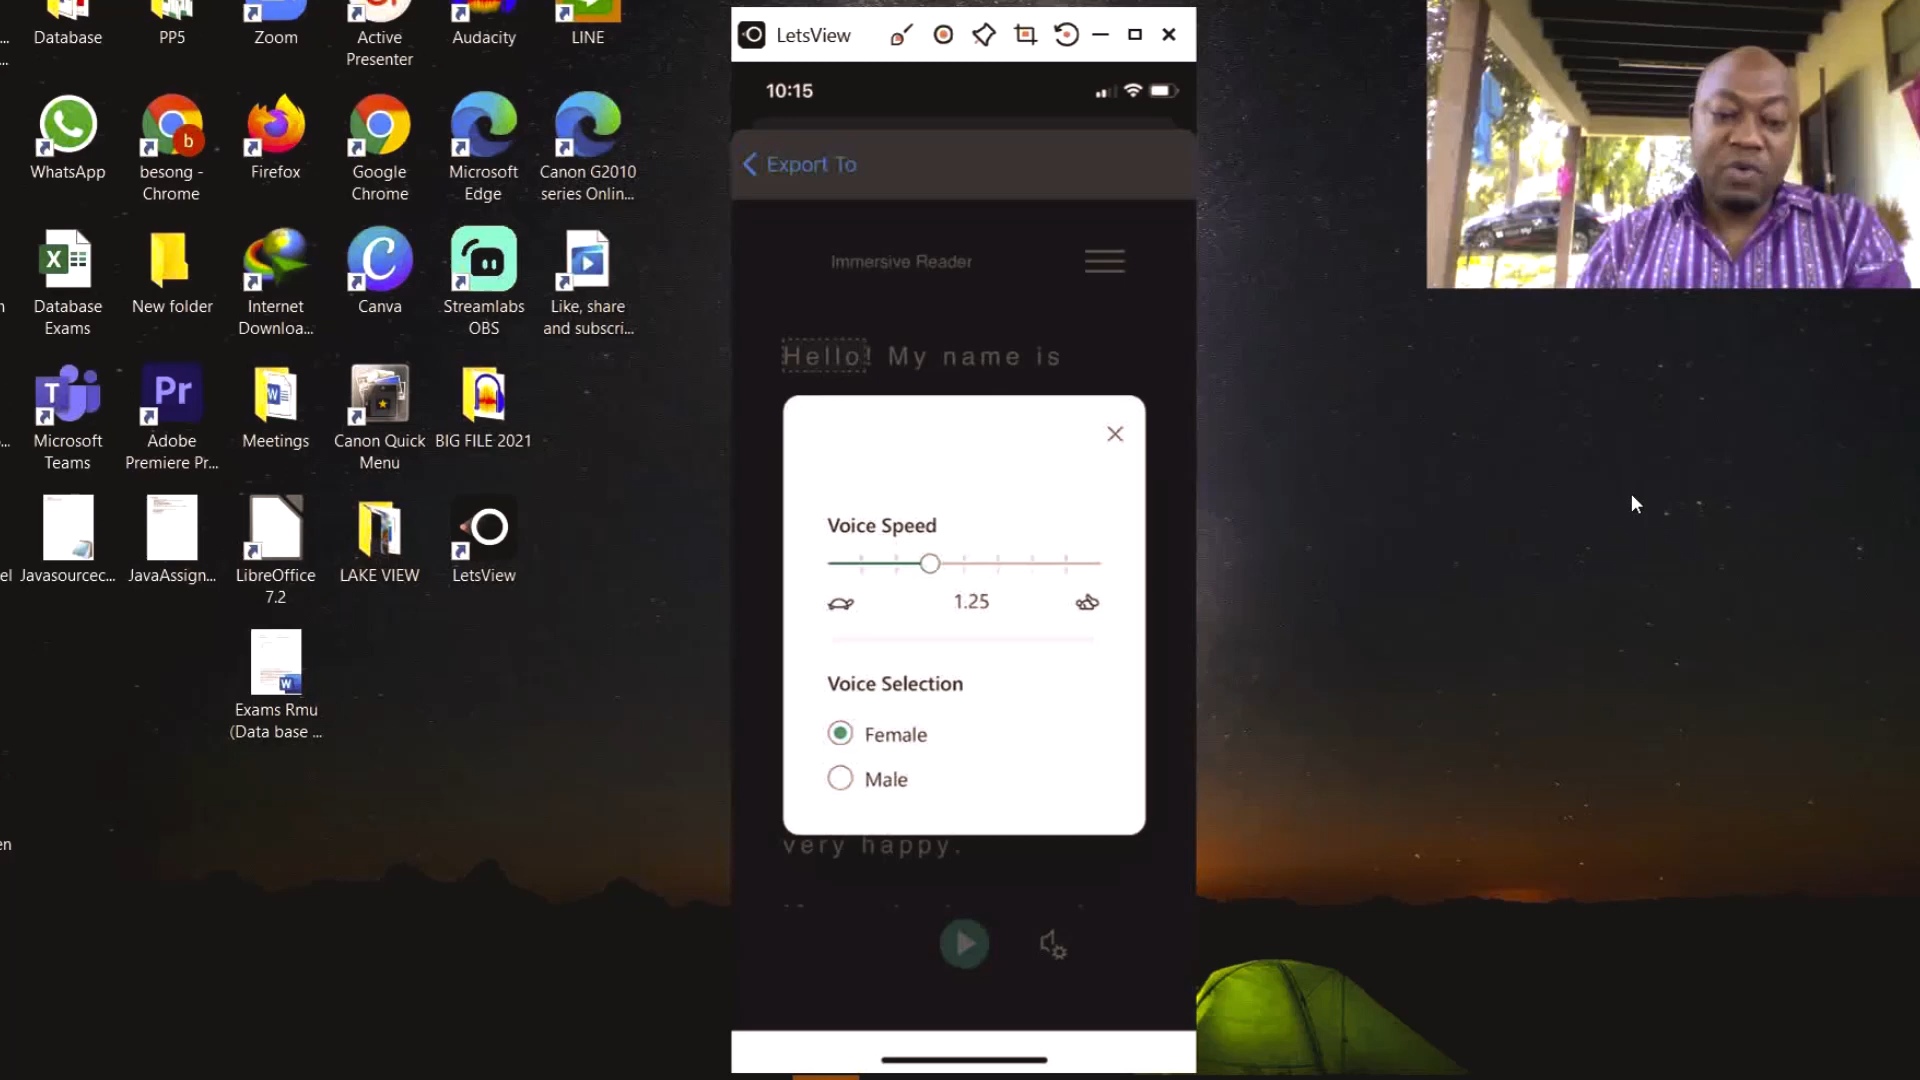 Database
PP5
Zoom
Active
Presenter
Audacity
LINE
WhatsApp
besong -
Chrome
Firefox
Google
Chrome
Microsoft
Edge
Canon G2010
series Onlin...
Database
Exams
New folder
Internet
Downloa...
Canva
Streamlabs
OBS
Like, share
and subscri...
Microsoft
Teams
Adobe
Premiere Pr...
Meetings
Canon Quick
Menu
BIG FILE 2021
Javasourcec...
JavaAssign...
LibreOffice
7.2
LAKE VIEW
LetsView
Exams Rmu
(Data base ...
LetsView
10:15
Export To
Immersive Reader
Hello! My name is
Voice Speed
1.25
Voice Selection
Female
Male
very happy.